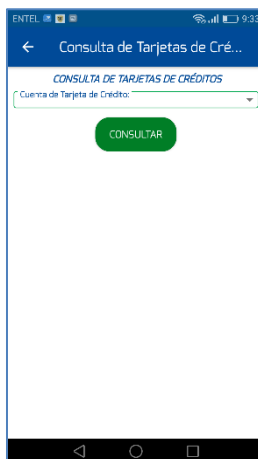 ENTEL 9:33
Consulta de Tarjetas de Cré...
CONSULTA DE TARJETAS DE CRÉDITOS
Cuenta de Tarjeta de Crédito:
CONSULTAR